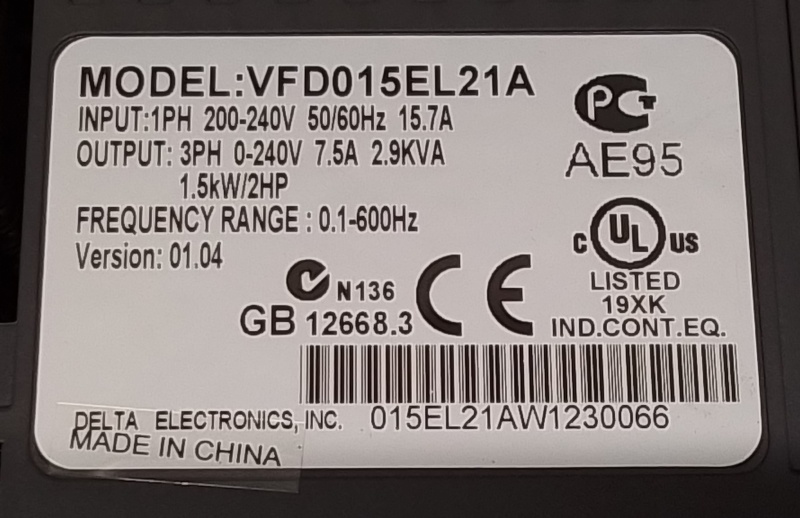 MODEL:VFD015EL21A
INPUT:1PH 200-240V 50/60Hz 15.7A
OUTPUT: 3PH 0-240V 7.5A 2.9KVA
1.5kW/2HP
FREQUENCY RANGE : 0.1-600Hz
Version: 01.04
PCT
AE95
C UL US
LISTED
19XK
IND.CONT.EQ.
N136
CE
GB 12668.3
DELTA ELECTRONICS, INC. 015EL21AW1230066
MADE IN CHINA